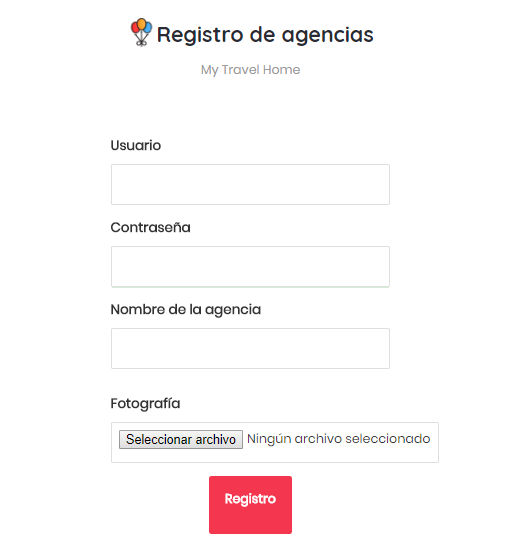 Registro de agencias
My Travel Home
Usuario
Contraseña
Nombre de la agencia
Fotografía
Seleccionar archivo Ningún archivo seleccionado
Registro